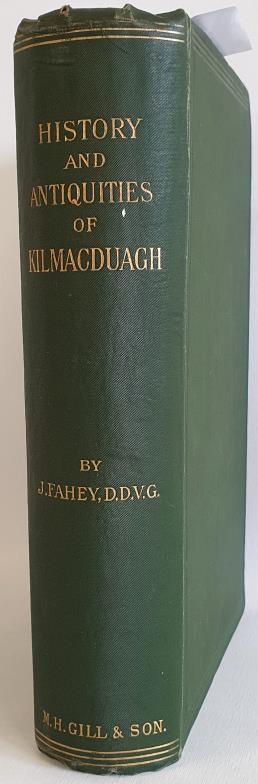 HISTORY
AND
ANTIQUITIES
OF
KILMACDUAGH
BY
J.FAHEY,D.D.V.G.
M.H.GILL & SON.